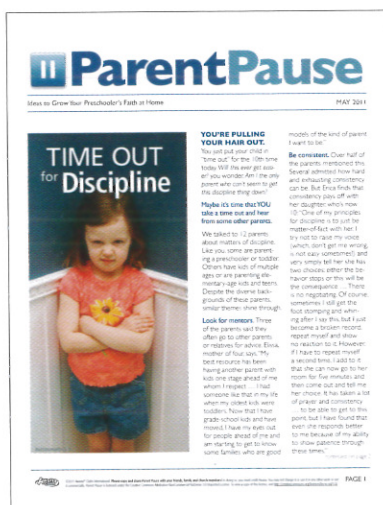 ParentPause
Ideas to Grow Your Preschooler's Faith at Home
MAY 2011
TIME OUT
for Discipline
YOU'RE PULLING
YOUR HAIR OUT.
You just put your child in
"time out" for the 10th time
today. Will this ever get easi-
er? you wonder. Am I the only
parent who can't seem to get
this discipline thing down?
Maybe it's time that YOU
take a time out and hear
from some other parents.
We talked to 12 parents
about matters of discipline.
Like you, some are parent-
ing a preschooler or toddler.
Others have kids of multiple
ages or are parenting ele-
mentary-age kids and teens.
Despite the diverse back-
grounds of these parents,
similar themes shine through.
Look for mentors. Three
of the parents said they
often go to other parents
or relatives for advice.
mother of four says, "My
best resource has been
having another parent with
kids one stage ahead of me
whom I respect. ... I had
someone like that in my life
when my oldest kids were
toddlers. Now that I have
grade-school kids and have
moved, I have my eyes out
for people ahead of me and
am starting to get to know
some families who are good
models of the kind of parent
I want to be."
Be consistent. Over half of
the parents mentioned this.
Several admitted how hard
and exhausting consistency
can be. But Erica finds that
consistency pays off with
her daughter, who's now
10. "One of my principles
for discipline is to just be
matter-of-fact with her. I
try not to raise my voice
(which, don't get me wrong,
is not easy sometimes!) and
very simply tell her she has
two choices: either the be-
havior stops or this will be
the consequence. ... There
is no negotiating. Of course,
sometimes I still get the
foot stomping and whin-
ing after I say this, but I just
become a broken record,
repeat myself and show
no reaction to it. However,
if I have to repeat myself
a second time, I add to it
that she can now go to her
room for five minutes and
then come out and tell me
her choice. It has taken a lot
of prayer and consistency
... to be able to get to this
point, but I have found that
even she responds better
to me because of my ability
to show patience through
these times."
PAGE 1